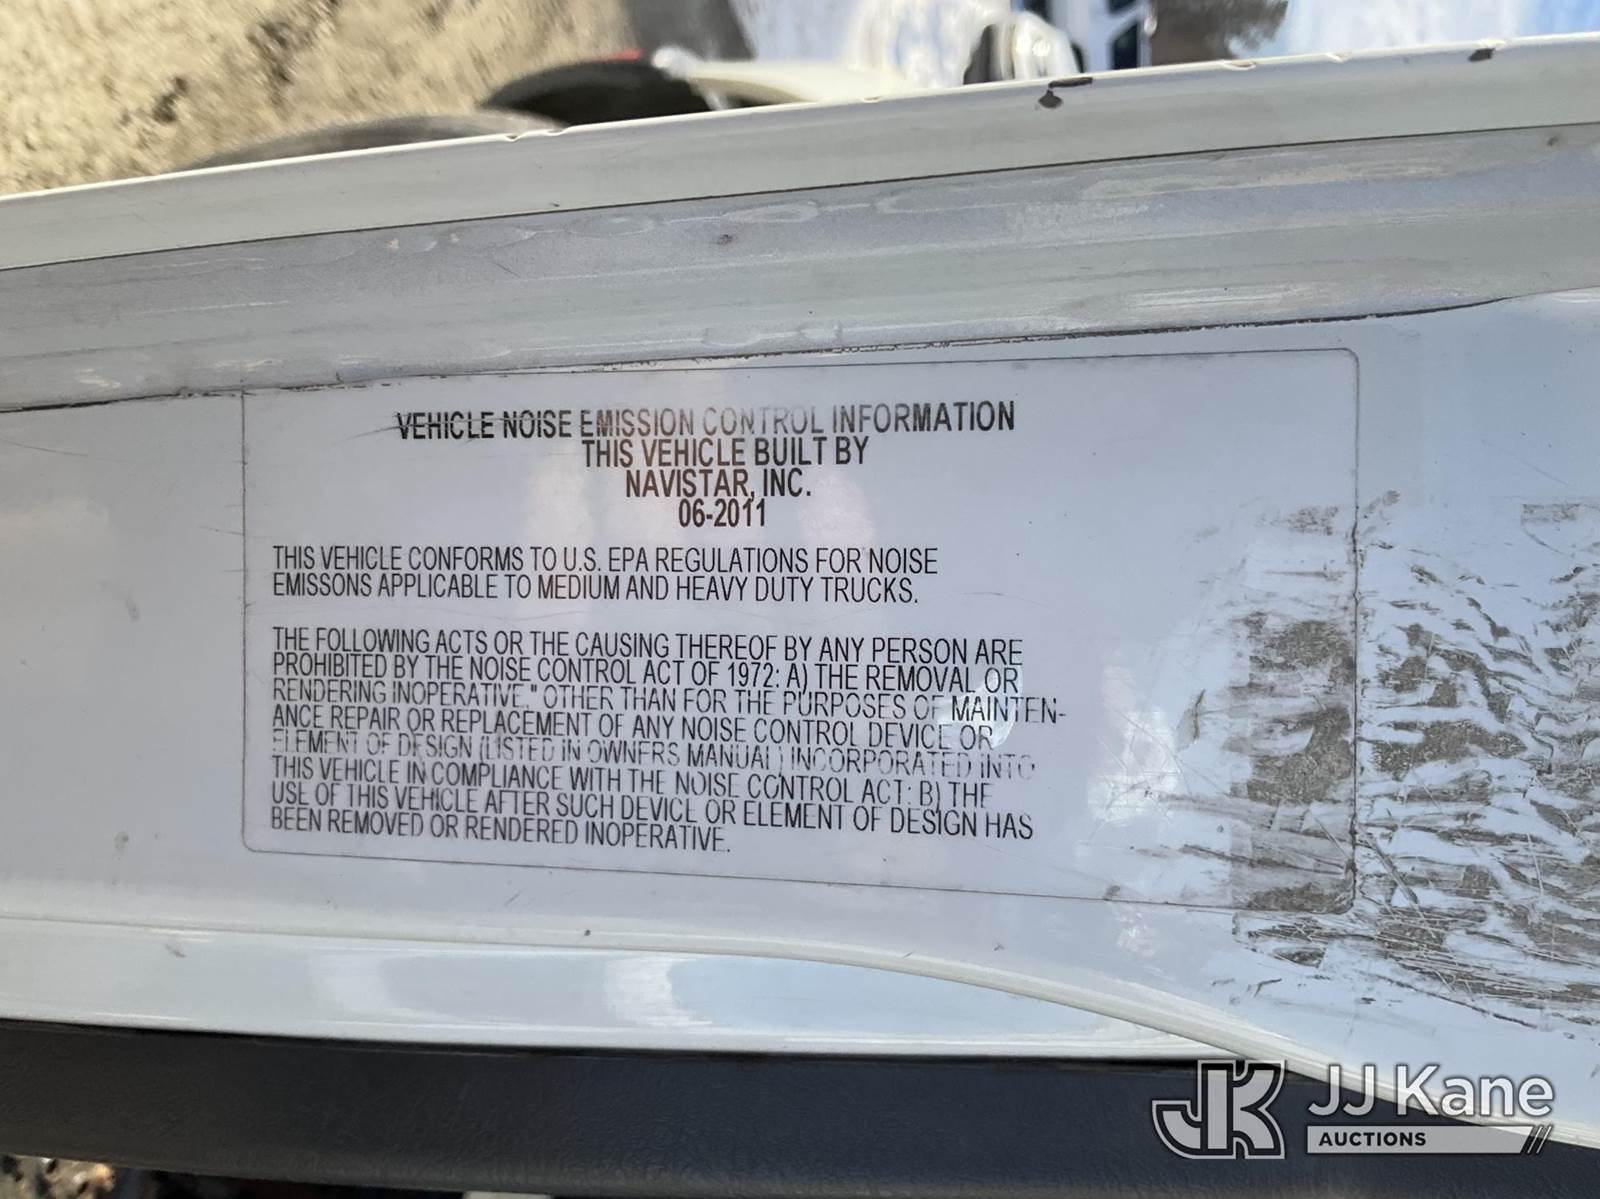 VEHICLE NOISE EMISSION CONTROL INFORMATION
THIS VEHICLE BUILT BY
NAVISTAR, INC.
06-2011
THIS VEHICLE CONFORMS TO U.S. EPA REGULATIONS FOR NOISE
EMISSONS APPLICABLE TO MEDIUM AND HEAVY DUTY TRUCKS.
THE FOLLOWING ACTS OR THE CAUSING THEREOF BY ANY PERSON ARE
PROHIBITED BY THE NOISE CONTROL ACT OF 1972: A) THE REMOVAL OR
RENDERING INOPERATIVE," OTHER THAN FOR THE PURPOSES OF MAINTEN-
ANCE REPAIR OR REPLACEMENT OF ANY NOISE CONTROL DEVICE OR
ELEMENT OF DESIGN (LISTED IN OWNERS MANUAL) INCORPORATED INTO
THIS VEHICLE IN COMPLIANCE WITH THE NOISE CONTROL ACT: B) THE
USE OF THIS VEHICLE AFTER SUCH DEVICE OR ELEMENT OF DESIGN HAS
BEEN REMOVED OR RENDERED INOPERATIVE.
JK JJ Kane
AUCTIONS